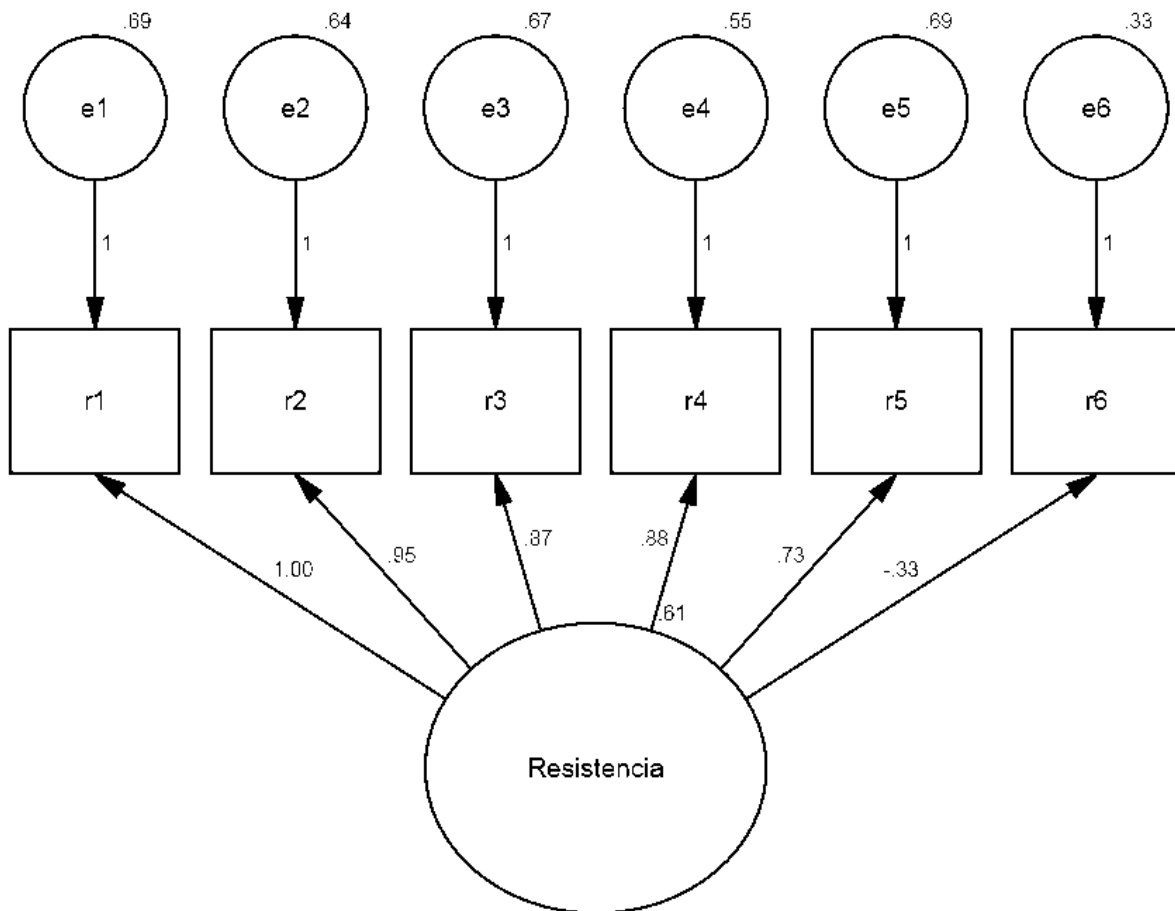 .69 .64 .67 .55 .69 .33
e1 e2 e3 e4 e5 e6
1 1 1 1 1 1
r1 r2 r3 r4 r5 r6
1.00 .95 .87 .88 .73 -.33
.61
Resistencia